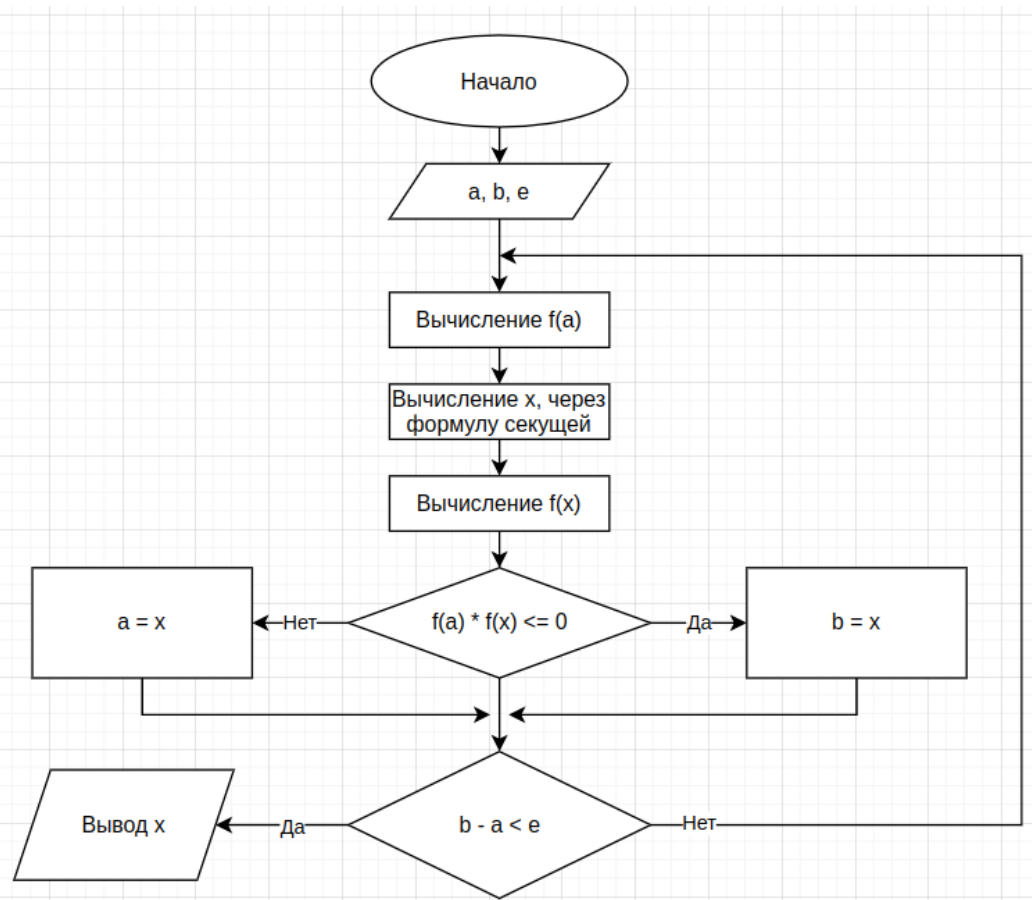 Начало
a, b, e
Вычисление f(a)
Вычисление x, через
формулу секущей
Вычисление f(x)
a = x
Нет
f(a) * f(x) <= 0
Да
b = x
Вывод x
Да
b - a < e
Нет